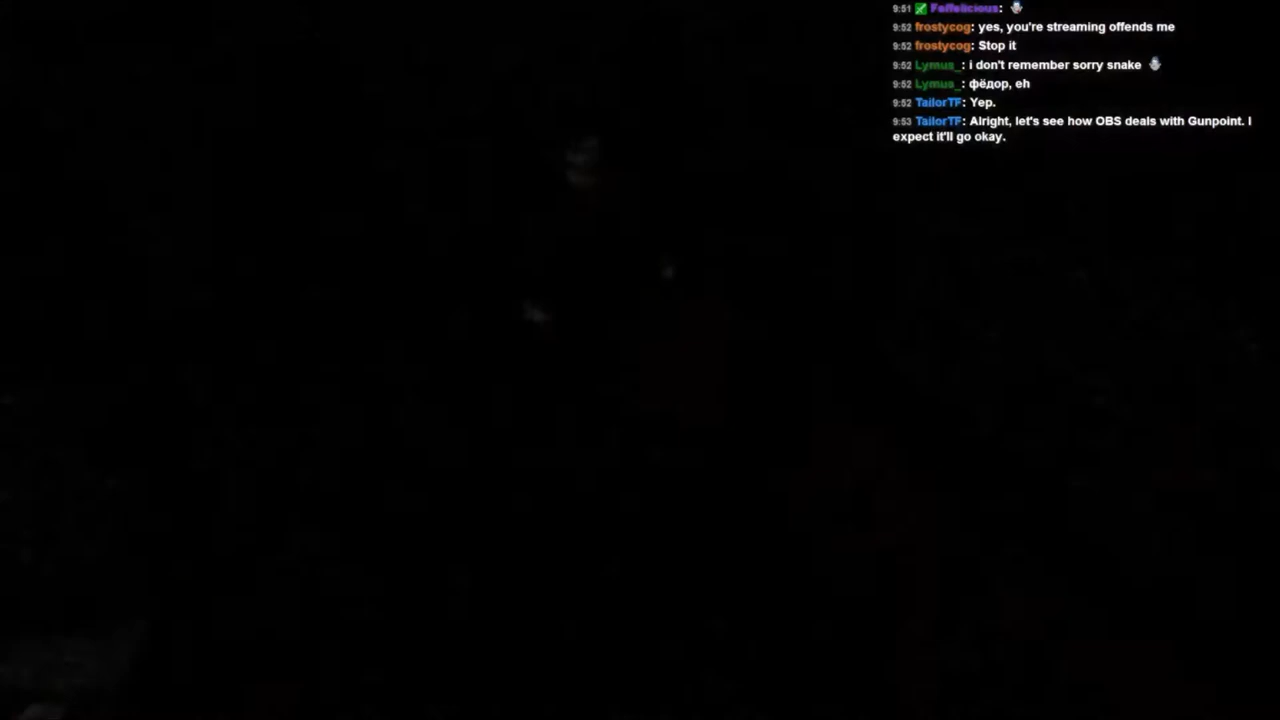 9:51 Faffelicious:
9:52 frostycog: yes, you're streaming offends me
9:52 frostycog: Stop it
9:52 Lymus_: i don't remember sorry snake
9:52 Lymus_: фёдор, eh
9:52 TailorTF: Yep.
9:53 TailorTF: Alright, let's see how OBS deals with Gunpoint. I
expect it'll go okay.